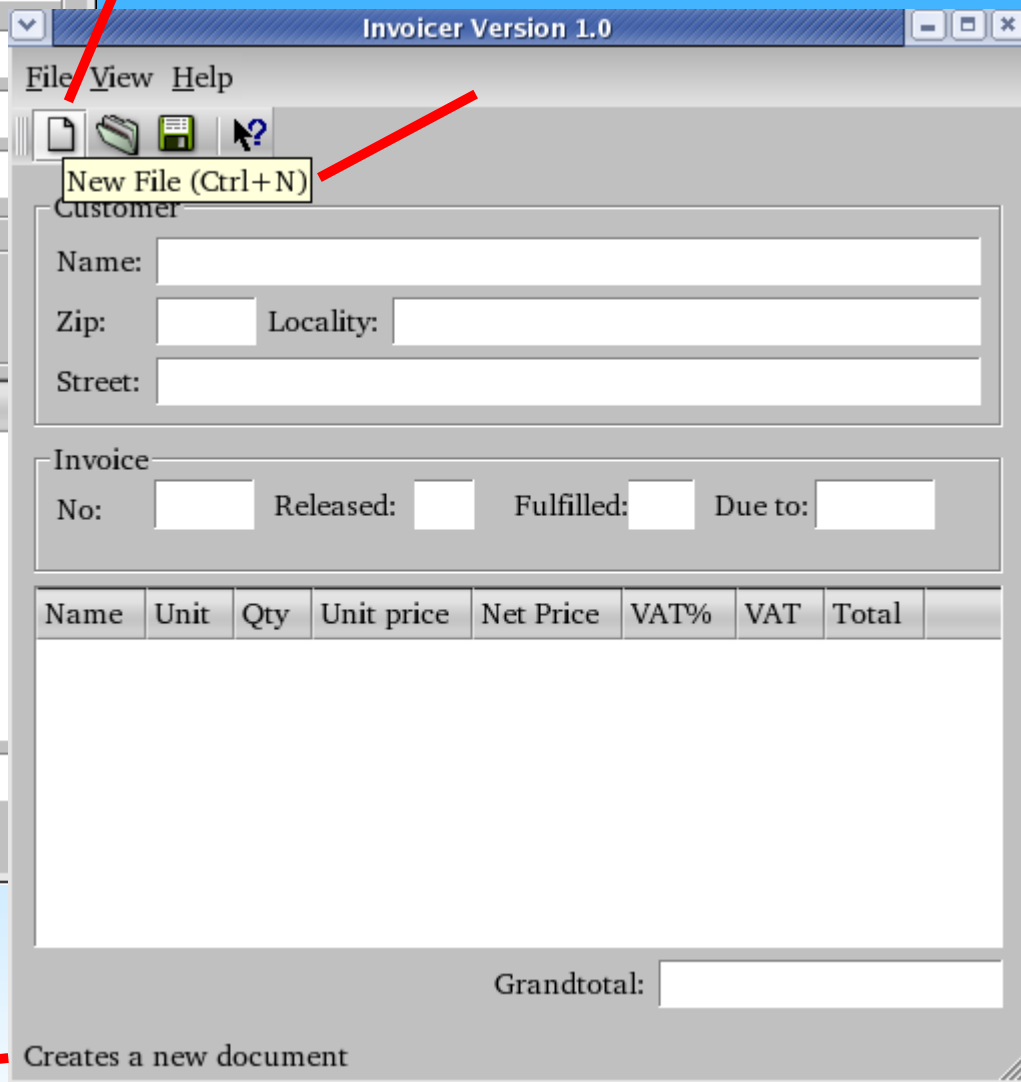 Invoicer Version 1.0
File View Help
New File (Ctrl+N)
Customer
Name:
Zip: Locality:
Street:
Invoice
No: Released: Fulfilled: Due to:
Name Unit Qty Unit price Net Price VAT% VAT Total
Grandtotal:
Creates a new document